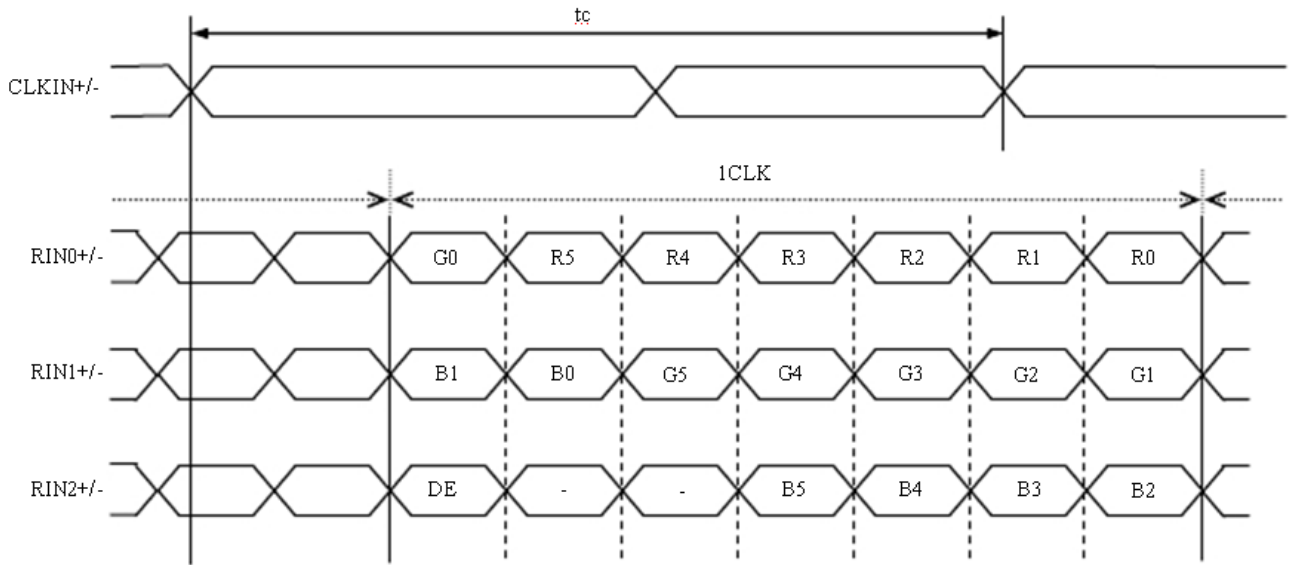 tc
CLKIN+/-
1CLK
RIN0+/- G0 R5 R4 R3 R2 R1 R0
RIN1+/- B1 B0 G5 G4 G3 G2 G1
RIN2+/- DE - - B5 B4 B3 B2